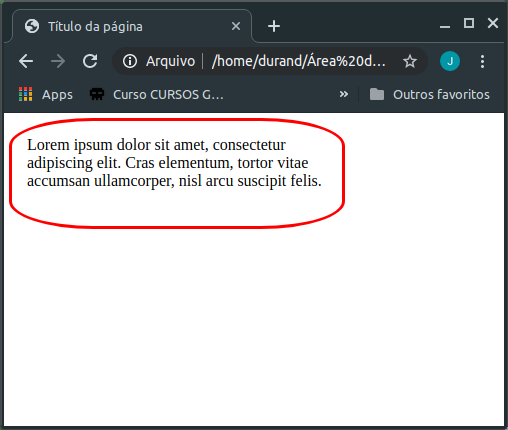 Título da página
Arquivo | /home/durand/Área%20d...
Apps Curso CURSOS G... » Outros favoritos
J
Lorem ipsum dolor sit amet, consectetur
adipiscing elit. Cras elementum, tortor vitae
accumsan ullamcorper, nisl arcu suscipit felis.